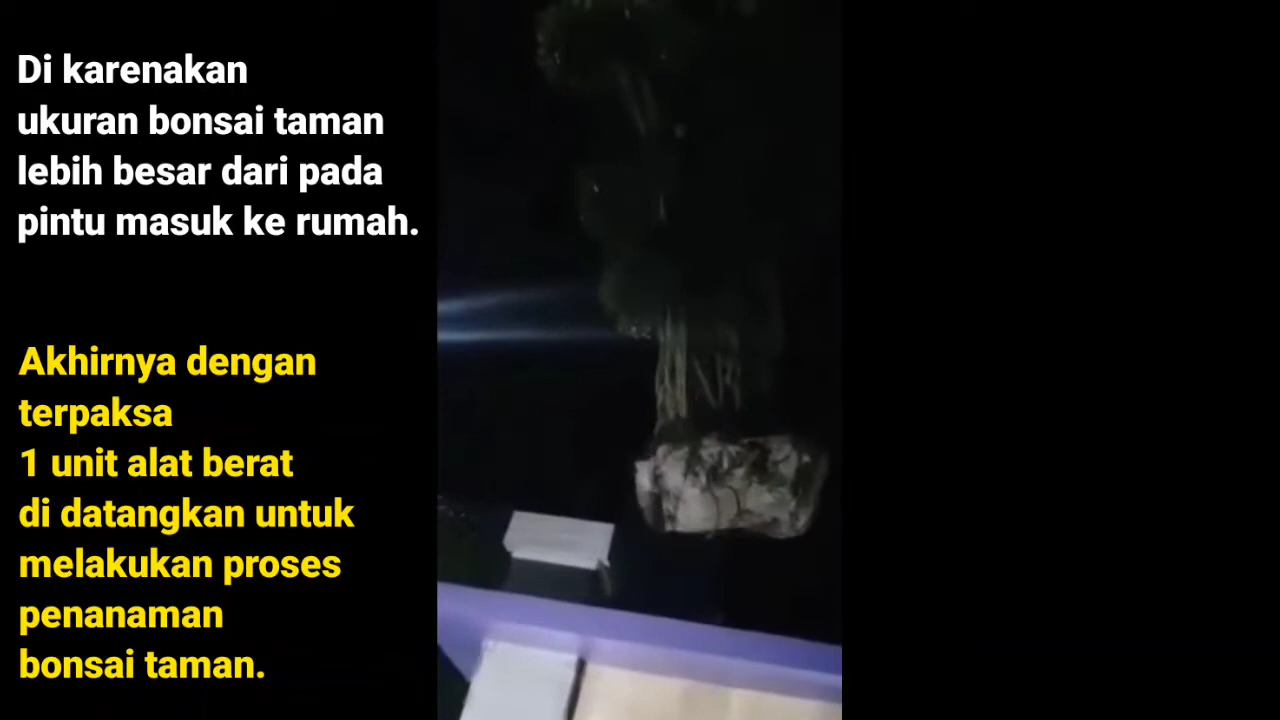 Di karenakan
ukuran bonsai taman
lebih besar dari pada
pintu masuk ke rumah.
Akhirnya dengan
terpaksa
1 unit alat berat
di datangkan untuk
melakukan proses
penanaman
bonsai taman.